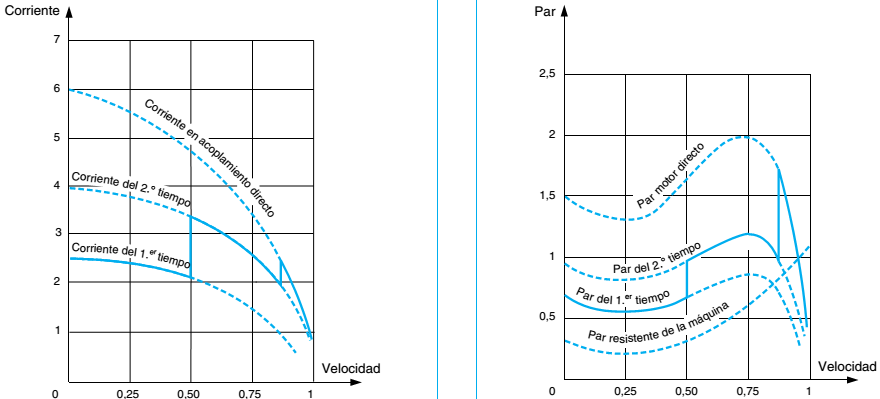 Corriente
7
6
5
4
3
2
1
0
0,25
0,50
0,75
1
Velocidad
Corriente en acoplamiento directo
Corriente del 2.º tiempo
Corriente del 1.er tiempo
Par
2,5
2
1,5
1
0,5
0
0,25
0,50
0,75
1
Velocidad
Par motor directo
Par del 2.º tiempo
Par del 1.er tiempo
Par resistente de la máquina